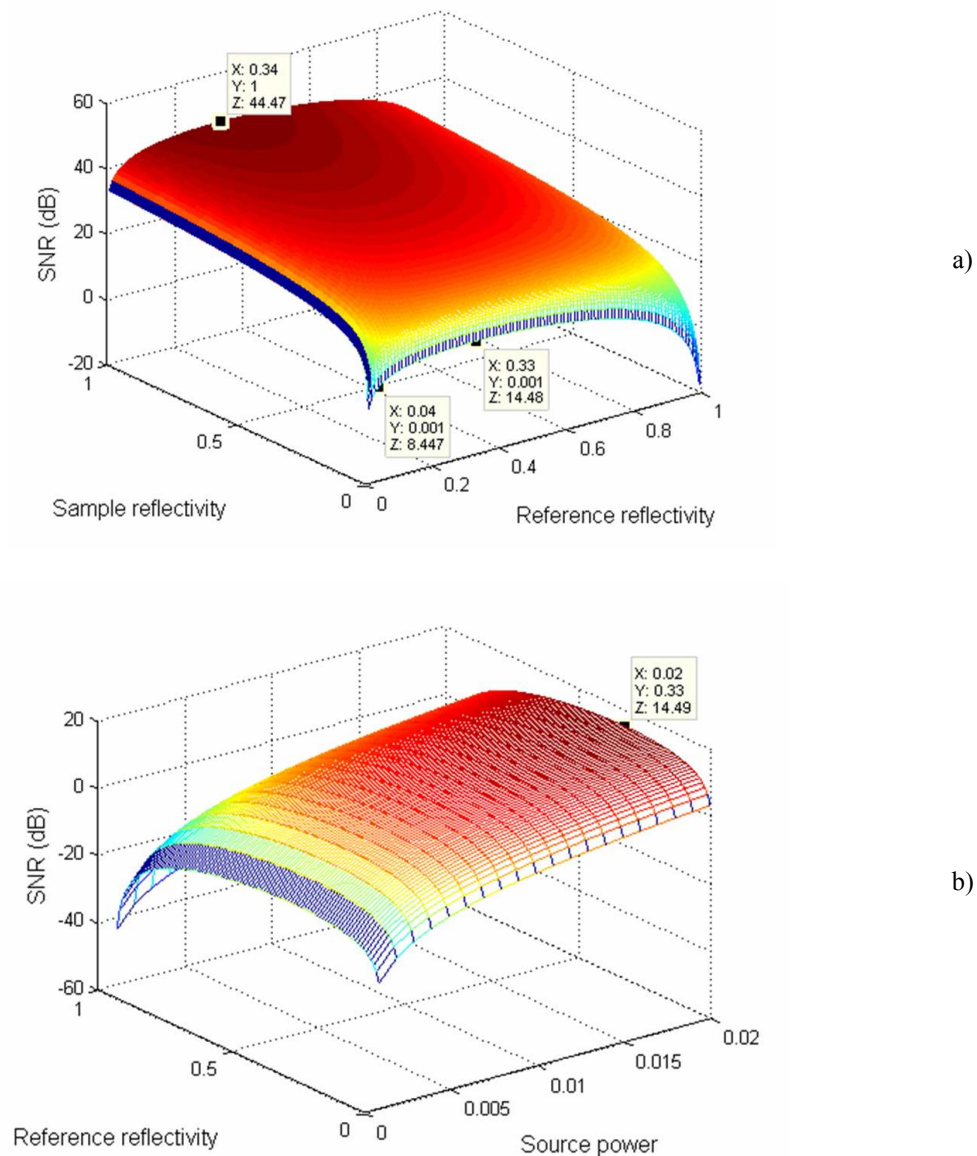 X: 0.34
Y: 1
Z: 44.47
60
40
20
0
-20
SNR (dB)
1
0.5
0
Sample reflectivity
X: 0.04
Y: 0.001
Z: 8.447
X: 0.33
Y: 0.001
Z: 14.48
0
0.2
0.4
0.6
0.8
1
Reference reflectivity
a)
X: 0.02
Y: 0.33
Z: 14.49
20
0
-20
-40
-60
SNR (dB)
1
0.5
0
Reference reflectivity
0
0.005
0.01
0.015
0.02
Source power
b)